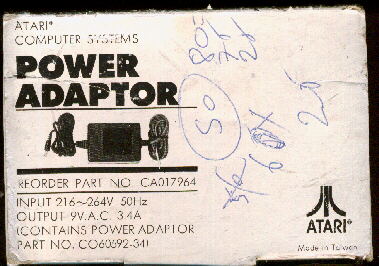 ATARI®
COMPUTER SYSTEMS
POWER
ADAPTOR
REORDER PART NO. CA017964
INPUT 216~264V 50Hz
OUTPUT 9V.A.C. 3.4A
(CONTAINS POWER ADAPTOR
PART NO. CO60592-34)
50
ATARI®
Made in Taiwan